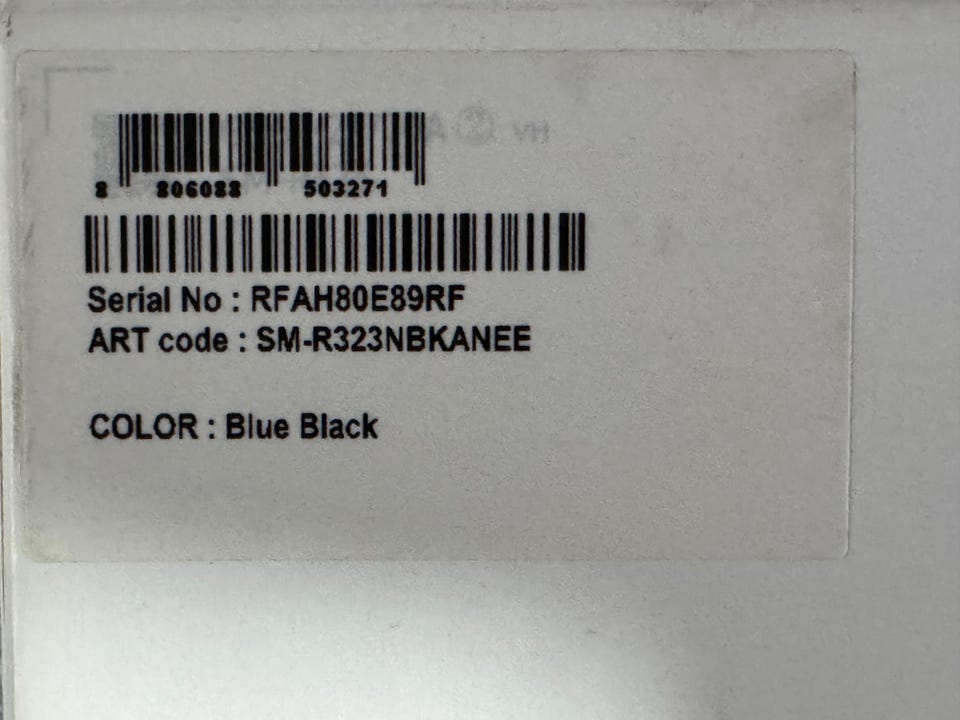 8 806088 503271
Serial No : RFAH80E89RF
ART code : SM-R323NBKANEE
COLOR : Blue Black